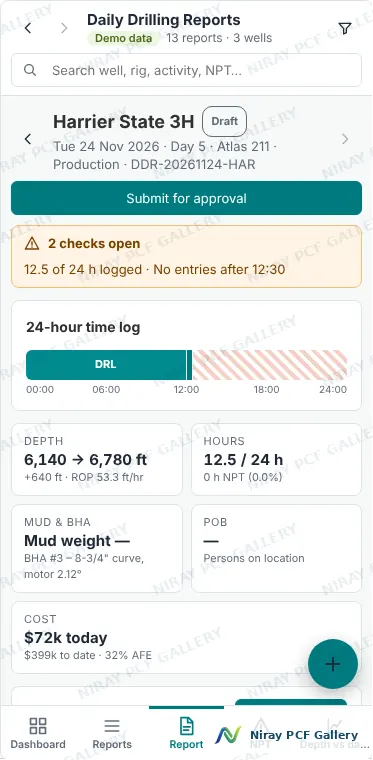 Daily Drilling Reports
Demo data 13 reports · 3 wells
Search well, rig, activity, NPT...
Harrier State 3H Draft
Tue 24 Nov 2026 · Day 5 · Atlas 211 ·
Production · DDR-20261124-HAR
Submit for approval
2 checks open
12.5 of 24 h logged · No entries after 12:30
24-hour time log
DRL
00:00 06:00 12:00 18:00 24:00
DEPTH
6,140 → 6,780 ft
+640 ft · ROP 53.3 ft/hr
HOURS
12.5 / 24 h
0 h NPT (0.0%)
MUD & BHA
Mud weight —
BHA #3 – 8-3/4" curve,
motor 2.12°
POB
—
Persons on location
COST
$72k today
$399k to date · 32% AFE
Dashboard Reports Report NPT Depth vs da...
Niray PCF Gallery
NIRAY PCF GALLERY